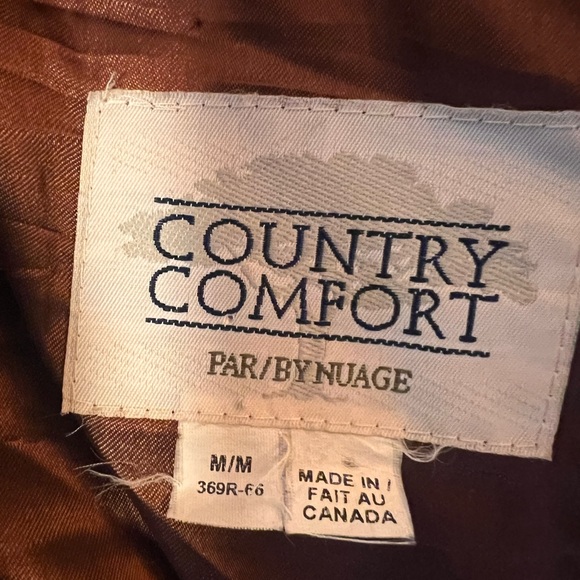 COUNTRY
COMFORT
PAR/BY NUAGE
M/M
369R-66
MADE IN /
FAIT AU
CANADA